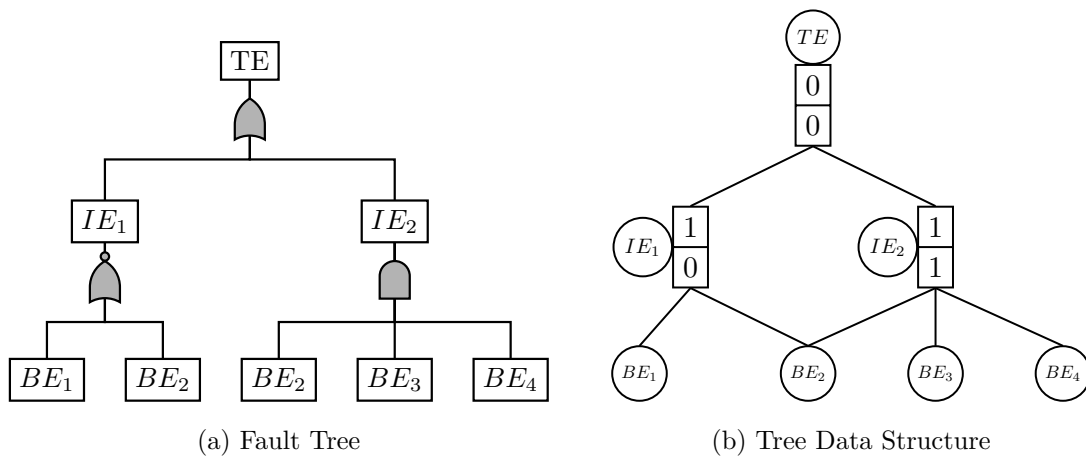 TE
IE₁ IE₂
BE₁ BE₂ BE₂ BE₃ BE₄
(a) Fault Tree
TE
0
0
IE₁ 1 IE₂ 1
0 1
BE₁ BE₂ BE₃ BE₄
(b) Tree Data Structure